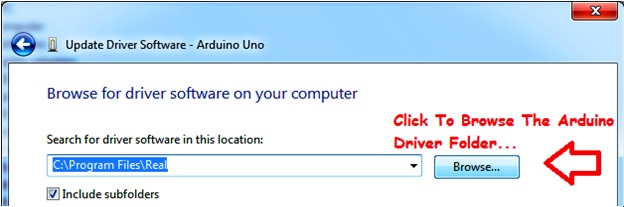 Update Driver Software - Arduino Uno
Browse for driver software on your computer
Click To Browse The Arduino
Driver Folder...
Search for driver software in this location:
C:\Program Files\Real
Browse...
Include subfolders